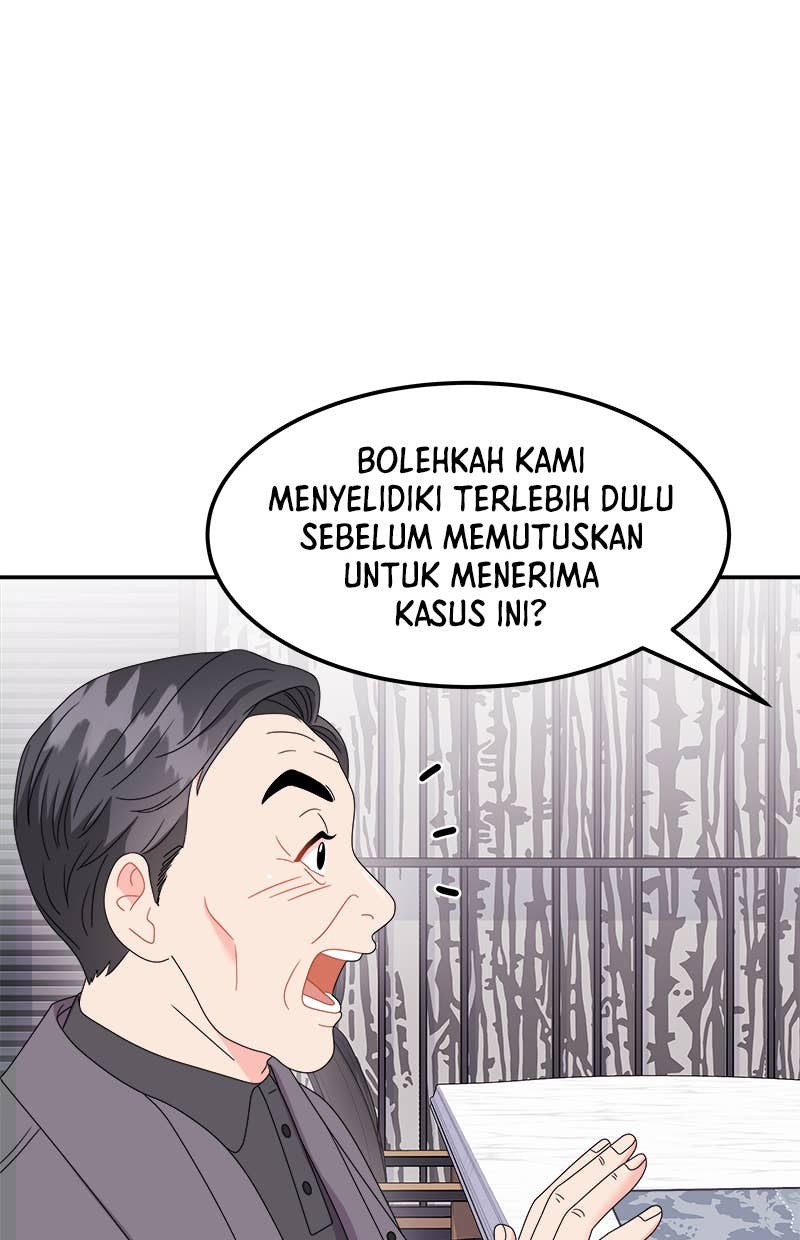 BOLEHKAH KAMI
MENYELIDIKI TERLEBIH DULU
SEBELUM MEMUTUSKAN
UNTUK MENERIMA
KASUS INI?